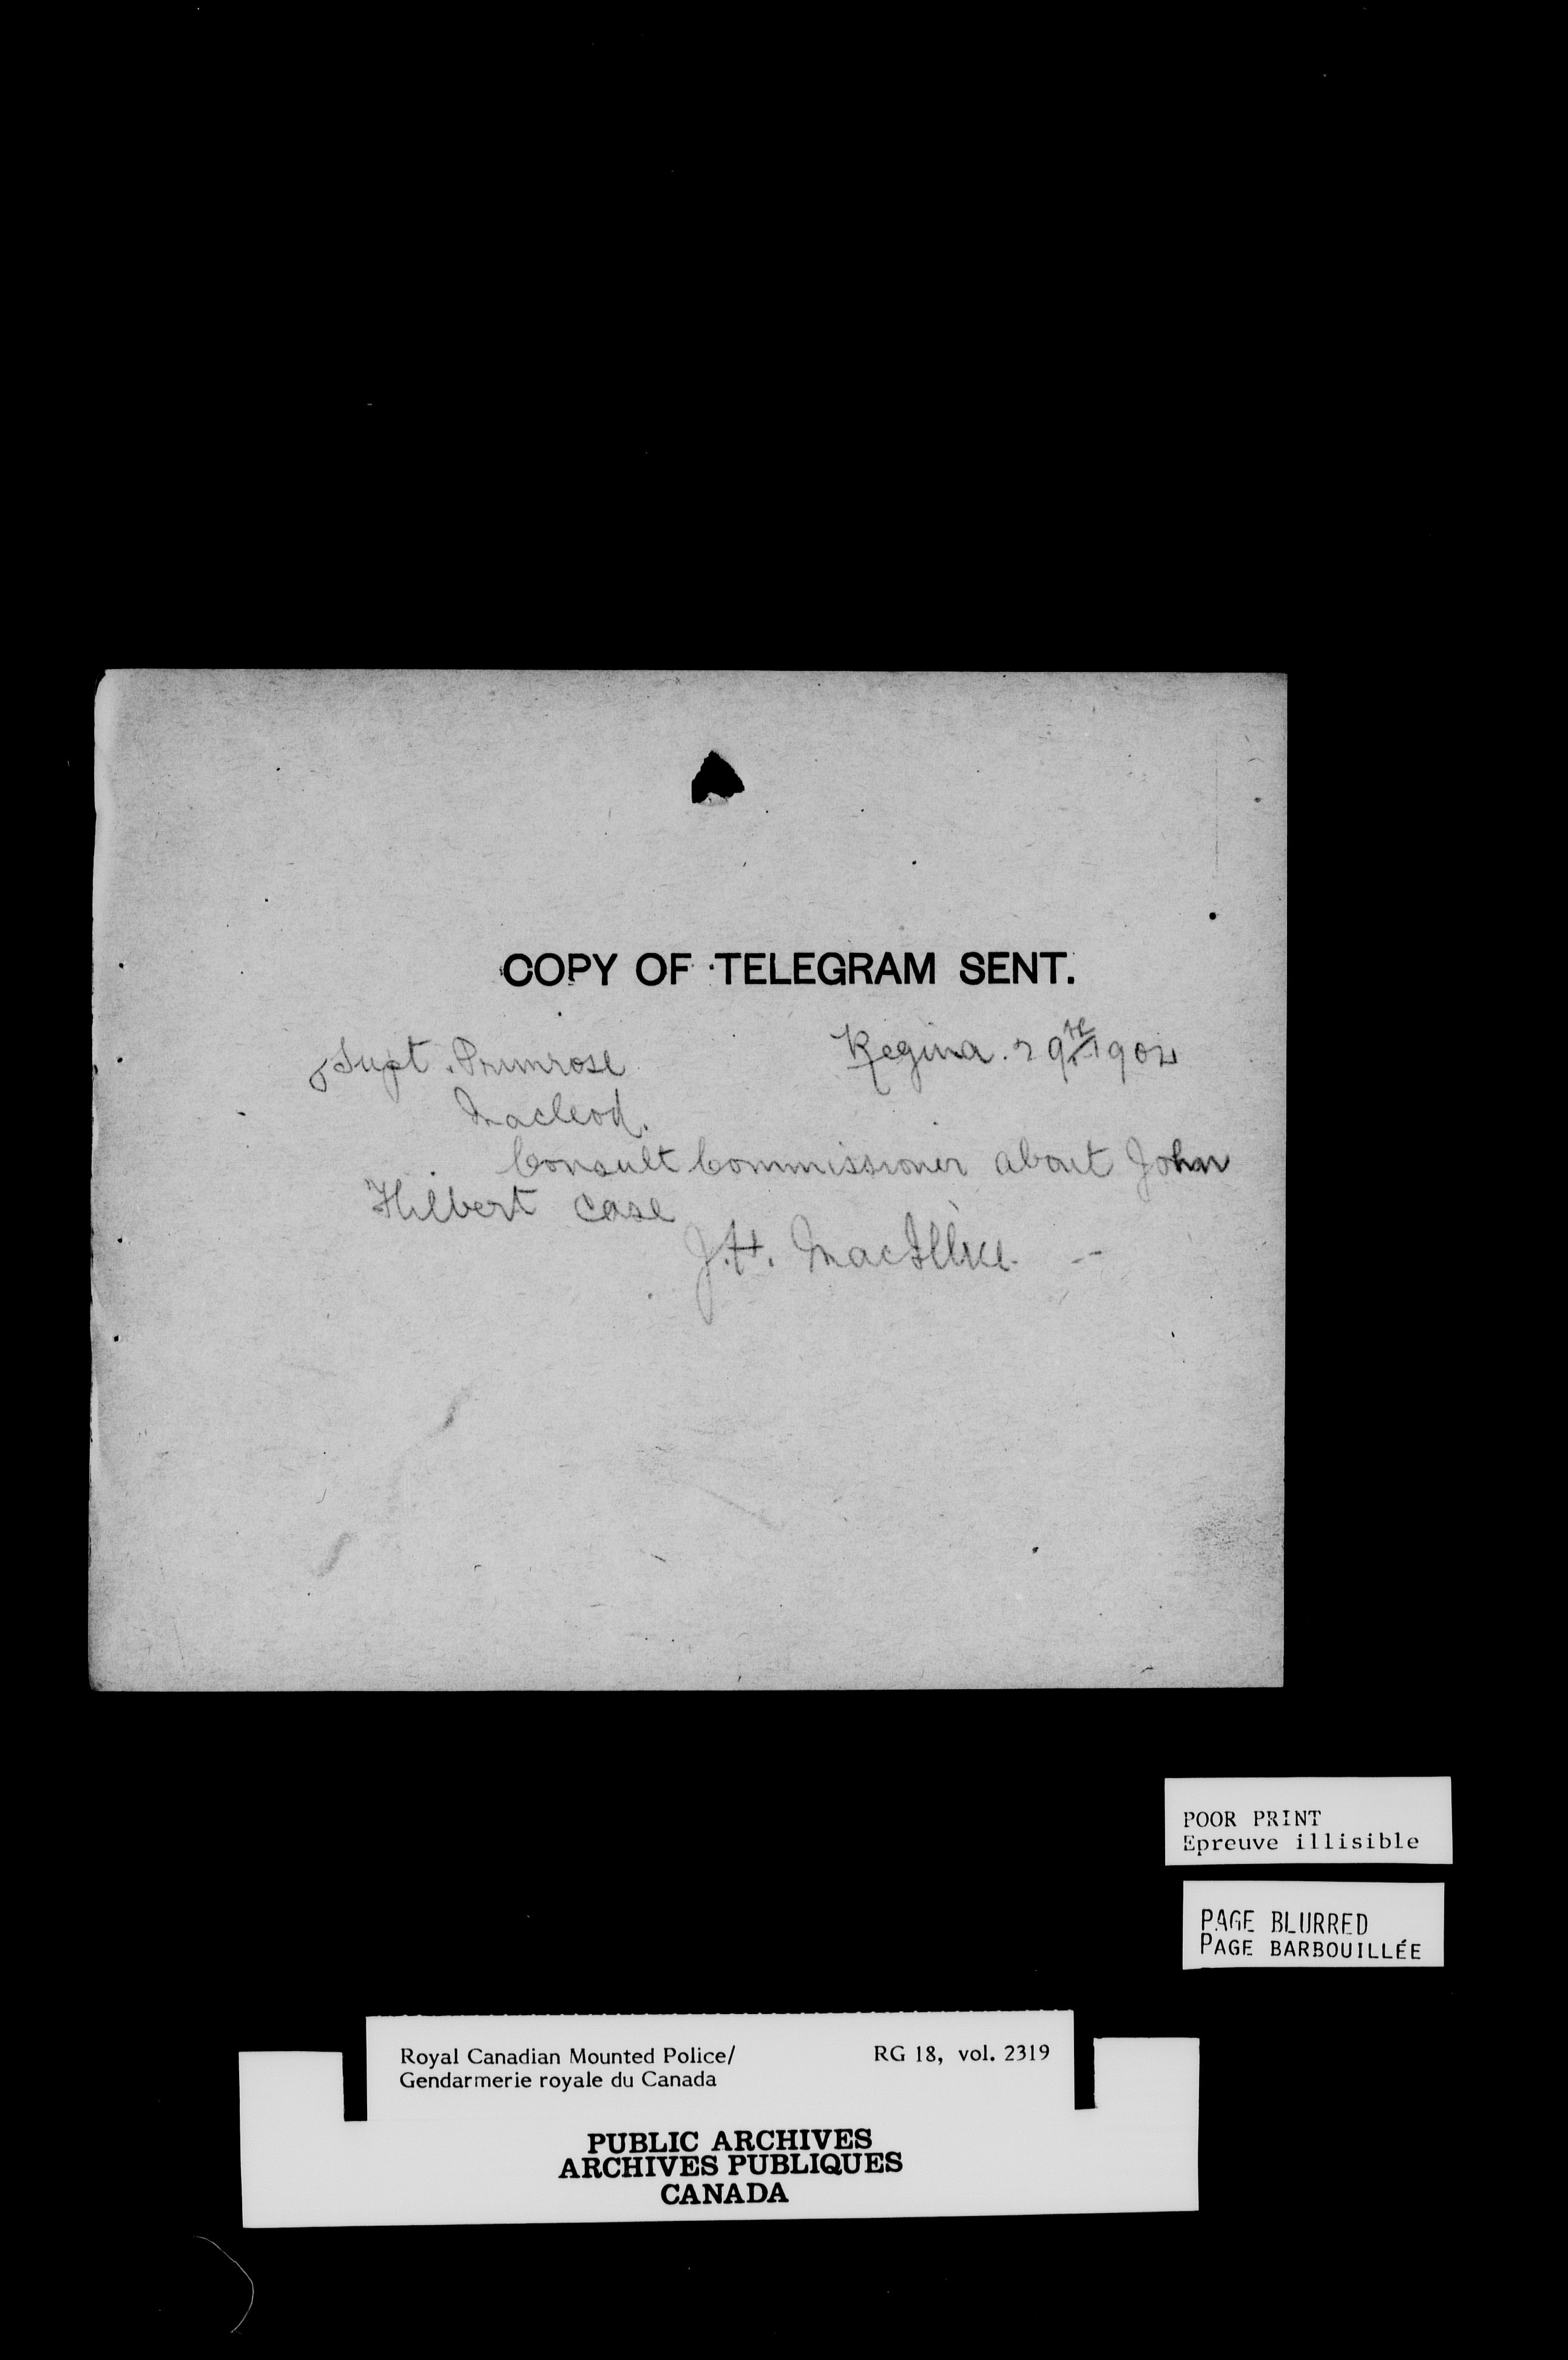 COPY OF TELEGRAM SENT.
Regina. 29th 1902
Supt. Primrose
Macleod.
Consult Commissioner about John
Hilbert case
J.H. MacIllree
POOR PRINT
Epreuve illisible
PAGE BLURRED
PAGE BARBOUILLÉE
Royal Canadian Mounted Police/ RG 18, vol. 2319
Gendarmerie royale du Canada
PUBLIC ARCHIVES
ARCHIVES PUBLIQUES
CANADA